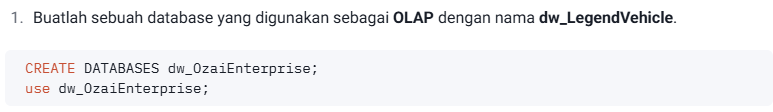 1. Buatlah sebuah database yang digunakan sebagai OLAP dengan nama dw_LegendVehicle.
CREATE DATABASES dw_OzaiEnterprise;
use dw_OzaiEnterprise;